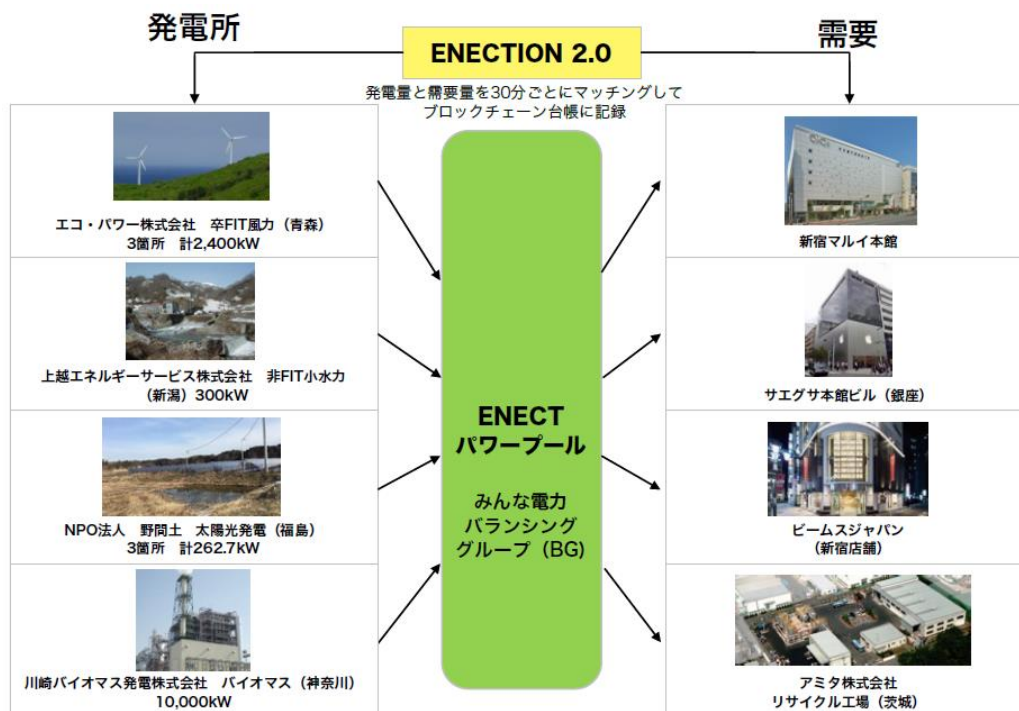 発電所
ENECTION 2.0
需要
発電量と需要量を30分ごとにマッチングして
ブロックチェーン台帳に記録
エコ・パワー株式会社　卒FIT風力（青森）
3箇所　計2,400kW
上越エネルギーサービス株式会社　非FIT小水力
（新潟）300kW
NPO法人　野間土　太陽光発電（福島）
3箇所　計262.7kW
川崎バイオマス発電株式会社　バイオマス（神奈川）
10,000kW
ENECT
パワープール
みんな電力
バランシング
グループ（BG)
新宿マルイ本館
サエグサ本館ビル（銀座）
ビームスジャパン
（新宿店舗）
アミタ株式会社
リサイクル工場（茨城）